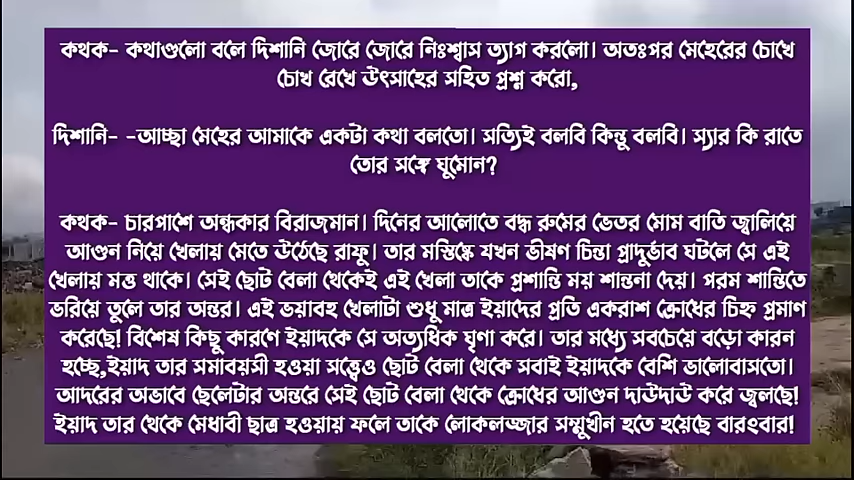 কথক- কথাগুলো বলে দিশানি জোরে জোরে নিঃশ্বাস ত্যাগ করলো। অতঃপর মেহেরের চোখে
চোখ রেখে উৎসাহের সহিত প্রশ্ন করো,
দিশানি- -আচ্ছা মেহের আমাকে একটা কথা বলতো। সত্যিই বলবি কিন্তু বলবি। স্যার কি রাতে
তোর সঙ্গে ঘুমোন?
কথক- চারপাশে অন্ধকার বিরাজমান। দিনের আলোতে বদ্ধ রুমের ভেতর মোম বাতি জ্বালিয়ে
আগুন নিয়ে খেলায় মেতে উঠেছে রাফু। তার মস্তিষ্কে যখন ভীষণ চিন্তা প্রাদুর্ভাব ঘটলে সে এই
খেলায় মত্ত থাকে। সেই ছোট বেলা থেকেই এই খেলা তাকে প্রশান্তি ময় শান্তনা দেয়। পরম শান্তিতে
ভরিয়ে তুলে তার অন্তর। এই ভয়াবহ খেলাটা শুধু মাত্র ইয়াদের প্রতি একরাশ ক্রোধের চিহ্ন প্রমাণ
করেছে! বিশেষ কিছু কারণে ইয়াদকে সে অত্যধিক ঘৃণা করে। তার মধ্যে সবচেয়ে বড়ো কারন
হচ্ছে,ইয়াদ তার সমাবয়সী হওয়া সত্ত্বেও ছোট বেলা থেকে সবাই ইয়াদকে বেশি ভালোবাসতো।
আদরের অভাবে ছেলেটার অন্তরে সেই ছোট বেলা থেকে ক্রোধের আগুন দাউদাউ করে জ্বলছে!
ইয়াদ তার থেকে মেধাবী ছাত্র হওয়ায় ফলে তাকে লোকলজ্জার সম্মুখীন হতে হয়েছে বারংবার!